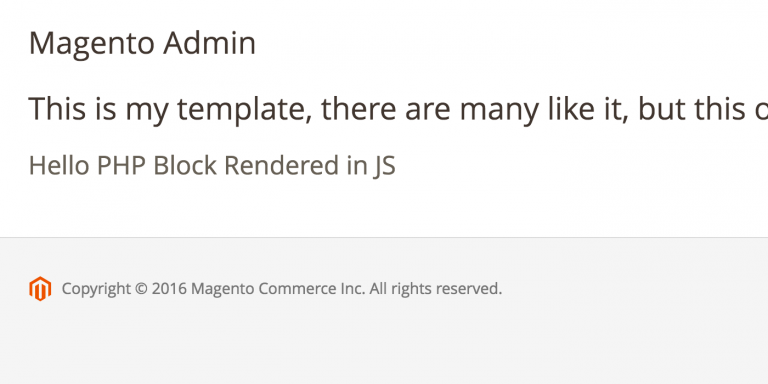 Magento Admin
This is my template, there are many like it, but this
Hello PHP Block Rendered in JS
Copyright © 2016 Magento Commerce Inc. All rights reserved.